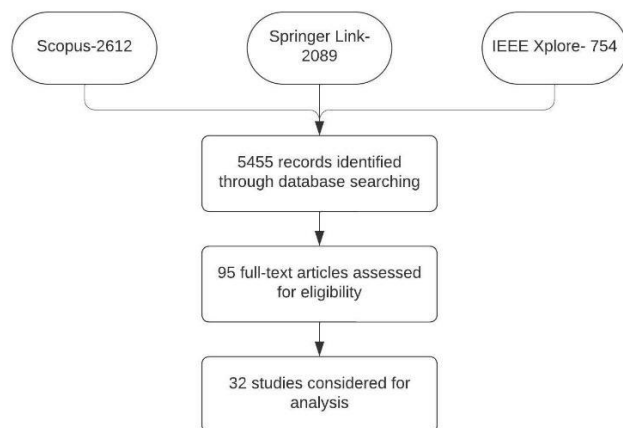 Scopus-2612
Springer Link-
2089
IEEE Xplore- 754
5455 records identified
through database searching
95 full-text articles assessed
for eligibility
32 studies considered for
analysis